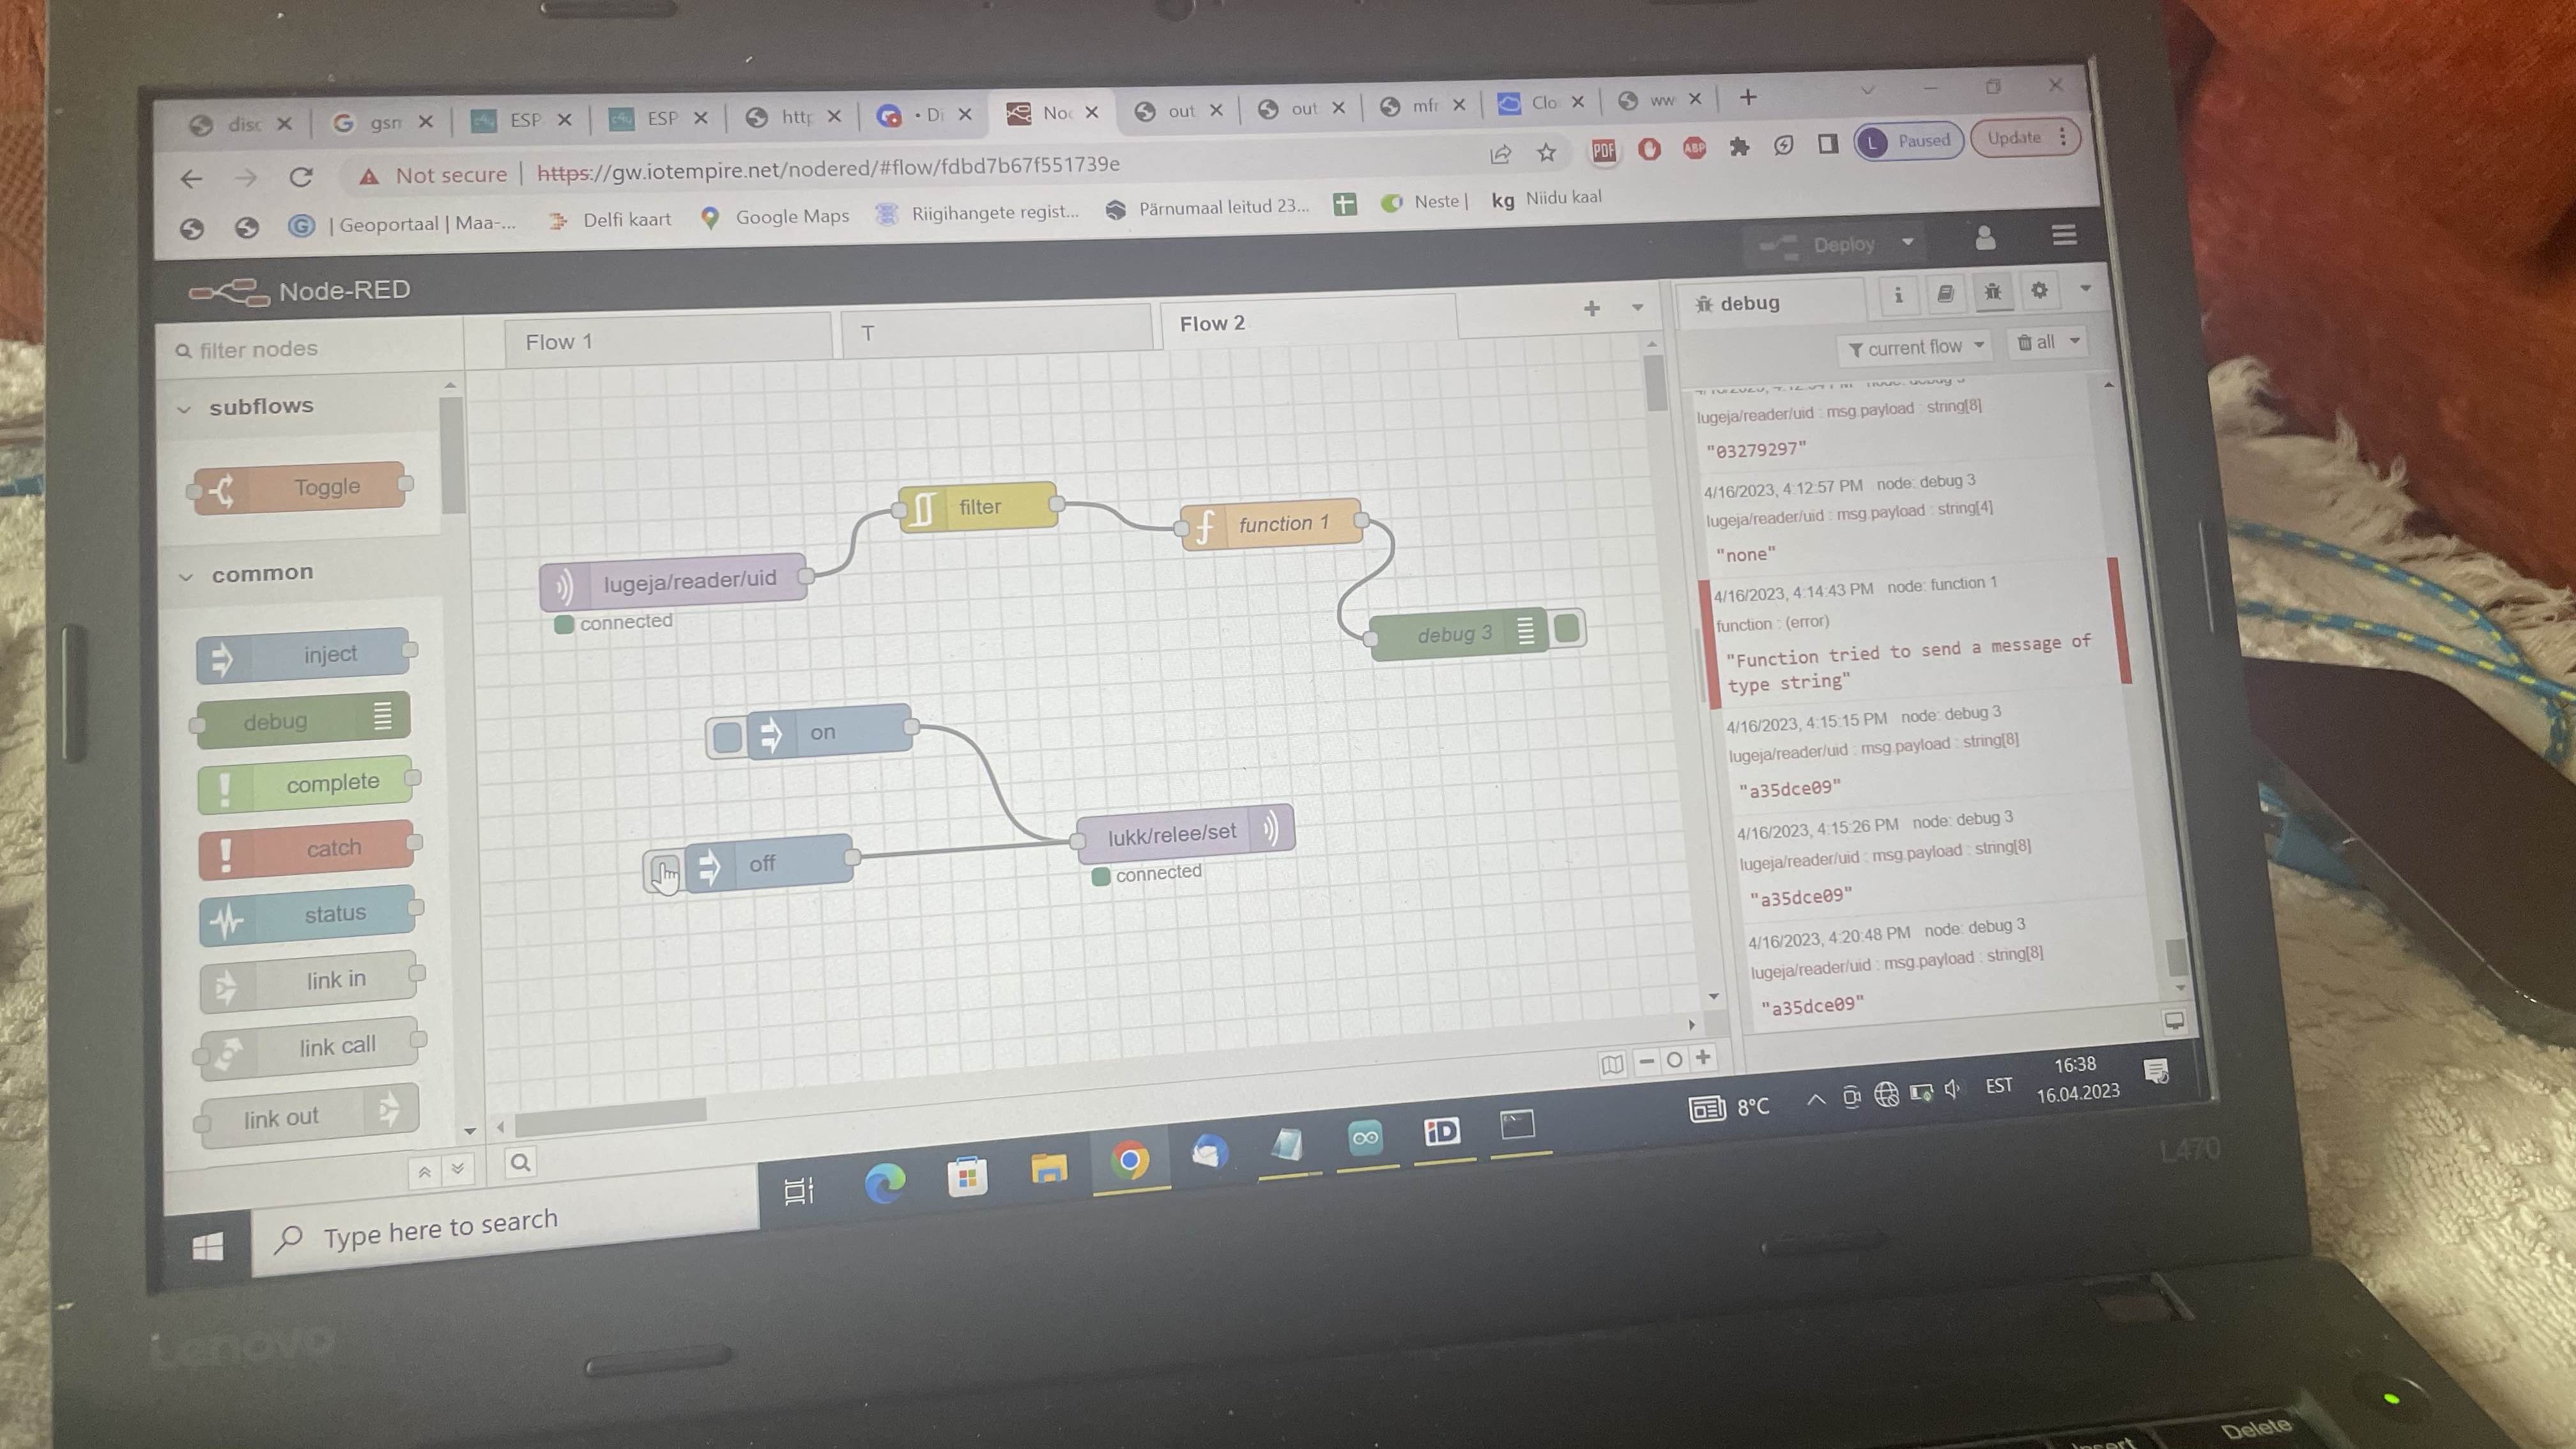 disc
gsn
ESP
ESP
http
• Di
Noc
out
out
mfr
Clo
ww
Not secure | https://gw.iotempire.net/nodered/#flow/fdbd7b67f551739e
PDF
ABP
L Paused
Update
| Geoportaal | Maa-...
Delfi kaart
Google Maps
Riigihangete regist...
Pärnumaal leitud 23...
Neste |
kg Niidu kaal
Node-RED
Deploy
filter nodes
Flow 1
T
Flow 2
debug
current flow
all
subflows
Toggle
common
inject
debug
complete
catch
status
link in
link call
link out
filter
function 1
lugeja/reader/uid
connected
debug 3
on
off
lukk/relee/set
connected
lugeja/reader/uid : msg.payload : string[8]
"03279297"
4/16/2023, 4:12:57 PM node: debug 3
lugeja/reader/uid : msg.payload : string[4]
"none"
4/16/2023, 4:14:43 PM node: function 1
function : (error)
"Function tried to send a message of
type string"
4/16/2023, 4:15:15 PM node: debug 3
lugeja/reader/uid : msg.payload : string[8]
"a35dce09"
4/16/2023, 4:15:26 PM node: debug 3
lugeja/reader/uid : msg.payload : string[8]
"a35dce09"
4/16/2023, 4:20:48 PM node: debug 3
lugeja/reader/uid : msg.payload : string[8]
"a35dce09"
Type here to search
iD
8°C
EST
16:38
16.04.2023
L470
Lenovo
Insert
Delete